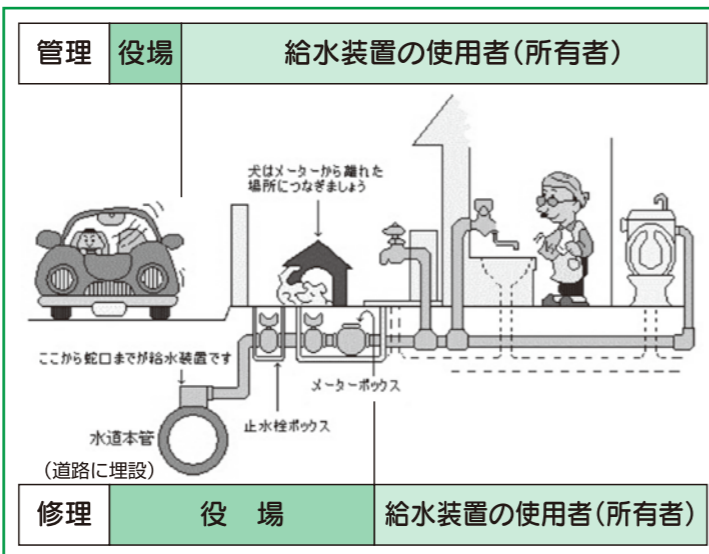 管理 役場 給水装置の使用者(所有者)
犬はメーターから離れた
場所につなぎましょう
ここから蛇口までが給水装置です
メーターボックス
止水栓ボックス
水道本管
(道路に埋設)
修理 役 場 給水装置の使用者(所有者)